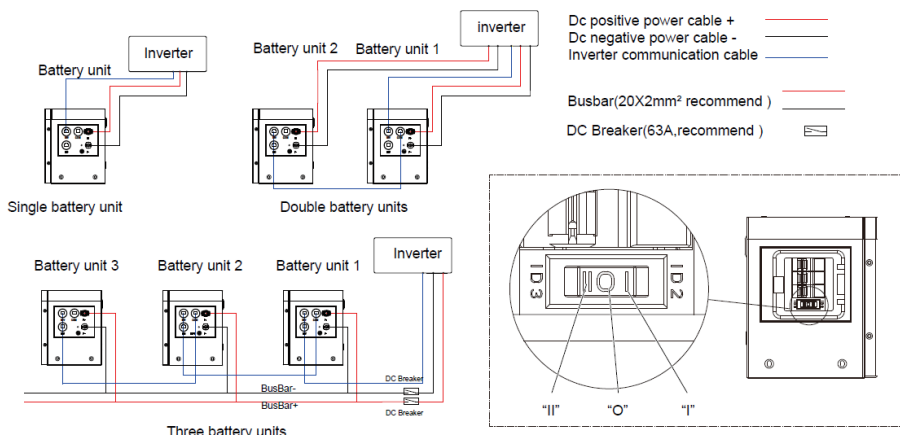 Inverter
Battery unit
Single battery unit
inverter
Battery unit 2
Battery unit 1
Double battery units
Dc positive power cable +
Dc negative power cable -
Inverter communication cable
Busbar(20X2mm² recommend )
DC Breaker(63A,recommend )
Inverter
Battery unit 3
Battery unit 2
Battery unit 1
DC Breaker
BusBar-
BusBar+
DC Breaker
Three battery units
ID3
ID2
"II"
"O"
"I"